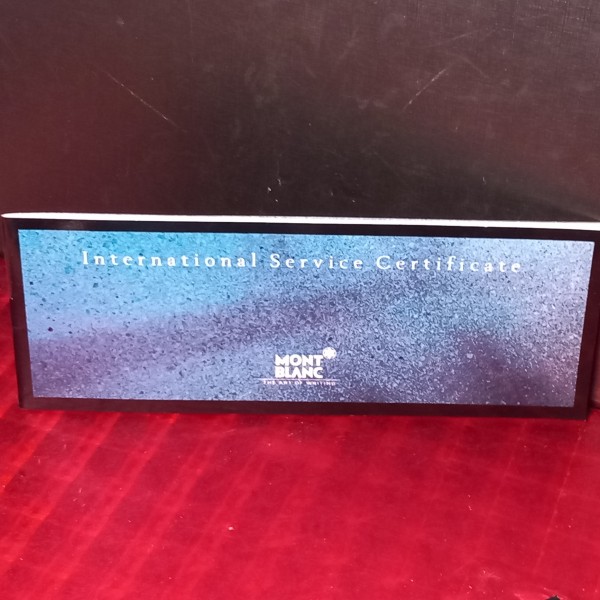 International Service Certificate
MONT
BLANC
THE ART OF WRITING